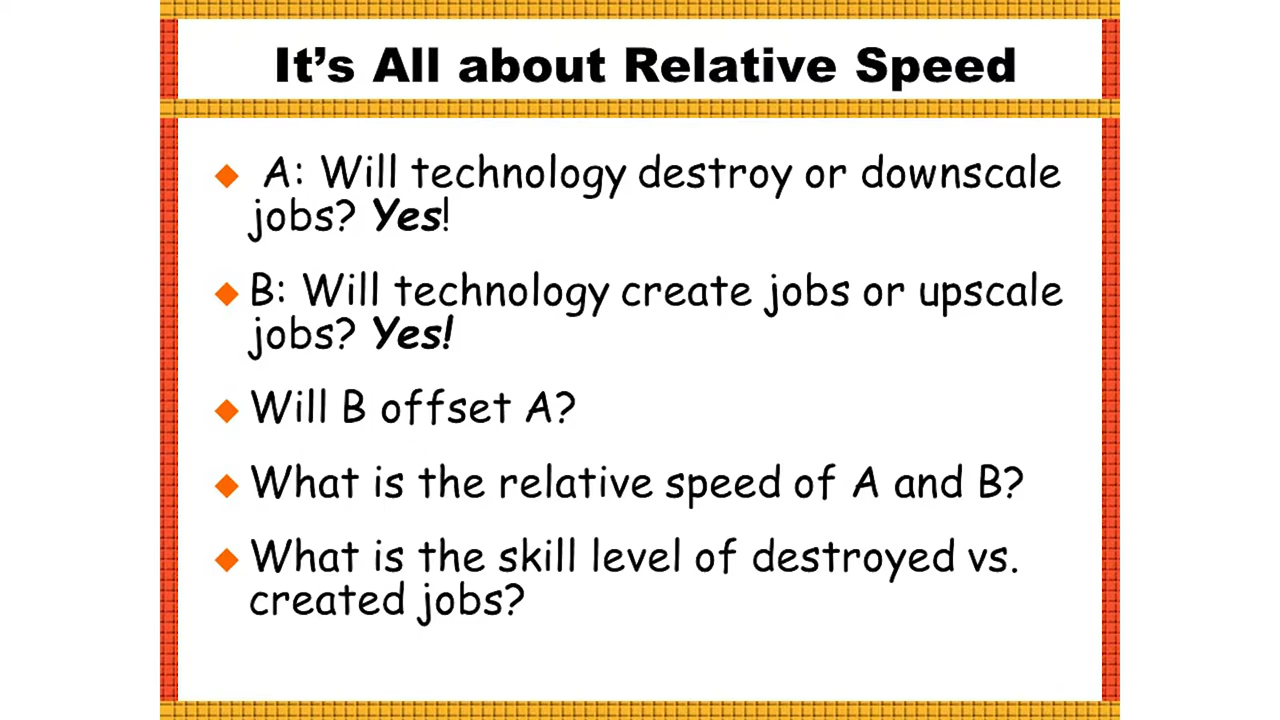 It's All about Relative Speed
A: Will technology destroy or downscale
jobs? Yes!
B: Will technology create jobs or upscale
jobs? Yes!
Will B offset A?
What is the relative speed of A and B?
What is the skill level of destroyed vs.
created jobs?